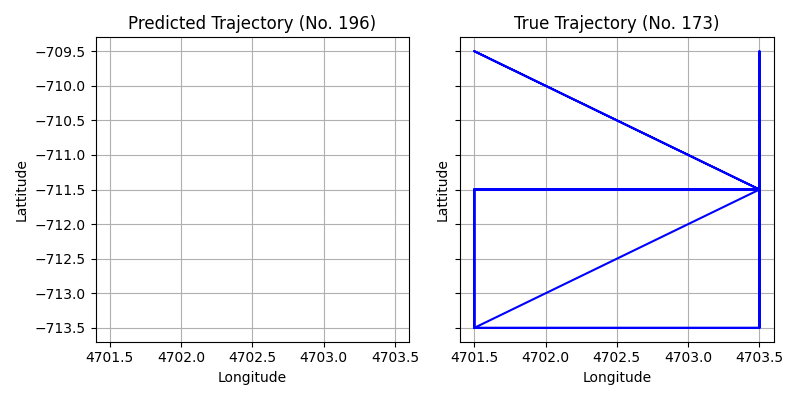 Predicted Trajectory (No. 196)
True Trajectory (No. 173)
Lattitude
−709.5
−710.0
−710.5
−711.0
−711.5
−712.0
−712.5
−713.0
−713.5
4701.5 4702.0 4702.5 4703.0 4703.5
Longitude
Lattitude
4701.5 4702.0 4702.5 4703.0 4703.5
Longitude